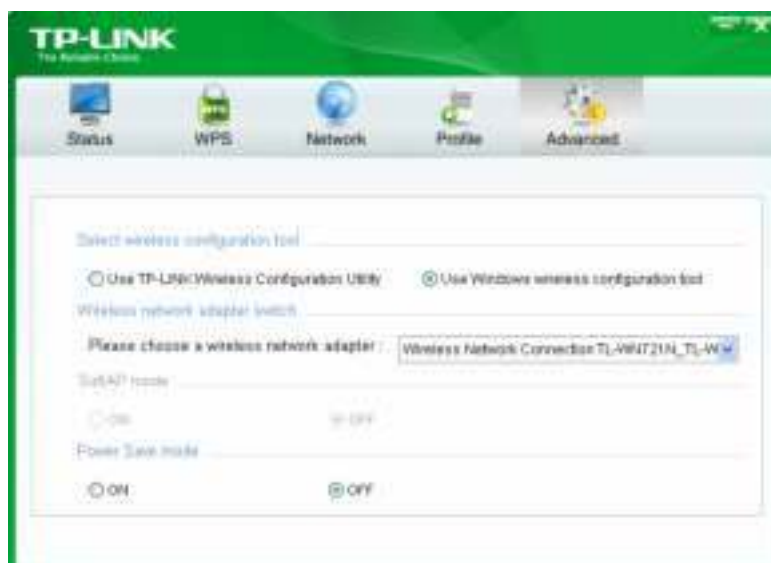 TP-LINK
The Reliable Choice
Status WPS Network Profile Advanced
Select wireless configuration tool
Use TP-LINK Wireless Configuration Utility Use Windows wireless configuration tool
Wireless network adapter switch
Please choose a wireless network adapter : Wireless Network Connection TL-WN721N_TL-W
SoftAP mode
ON OFF
Power Save mode
ON OFF